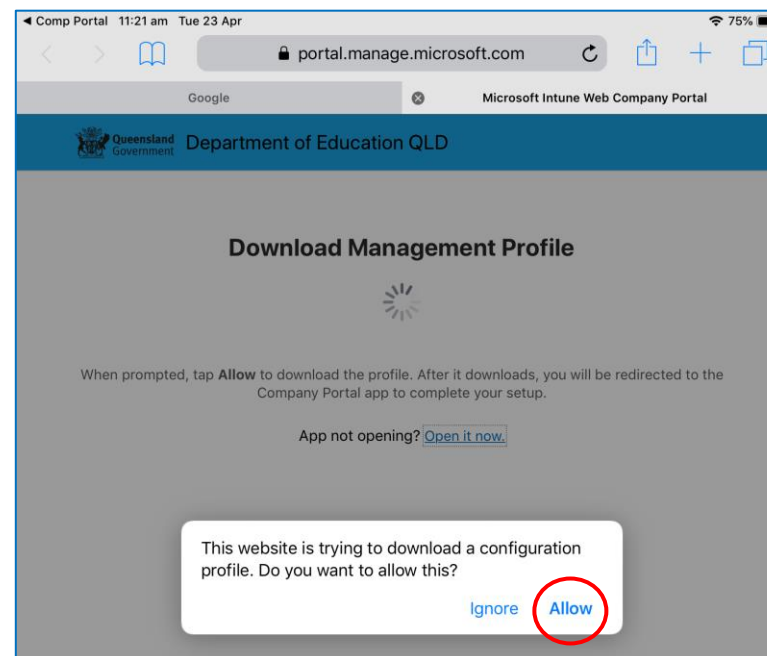 Comp Portal 11:21 am Tue 23 Apr 75%
portal.manage.microsoft.com
Google Microsoft Intune Web Company Portal
Queensland
Government
Department of Education QLD
Download Management Profile
When prompted, tap Allow to download the profile. After it downloads, you will be redirected to the
Company Portal app to complete your setup.
App not opening? Open it now.
This website is trying to download a configuration
profile. Do you want to allow this?
Ignore Allow